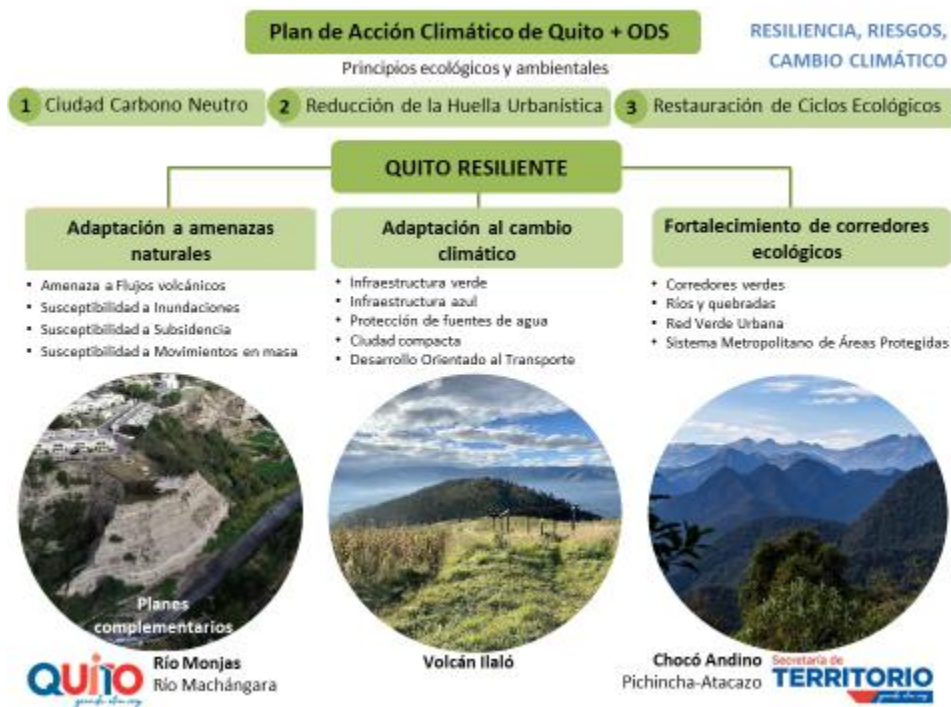 Plan de Acción Climático de Quito + ODS
RESILIENCIA, RIESGOS,
CAMBIO CLIMÁTICO
Principios ecológicos y ambientales
1 Ciudad Carbono Neutro
2 Reducción de la Huella Urbanística
3 Restauración de Ciclos Ecológicos
QUITO RESILIENTE
Adaptación a amenazas
naturales
▪ Amenaza a Flujos volcánicos
▪ Susceptibilidad a Inundaciones
▪ Susceptibilidad a Subsidencia
▪ Susceptibilidad a Movimientos en masa
Adaptación al cambio
climático
• Infraestructura verde
• Infraestructura azul
• Protección de fuentes de agua
• Ciudad compacta
• Desarrollo Orientado al Transporte
Fortalecimiento de corredores
ecológicos
• Corredores verdes
• Ríos y quebradas
• Red Verde Urbana
• Sistema Metropolitano de Áreas Protegidas
Planes
complementarios
QUITO
Río Monjas
Río Machángara
Volcán Ilaló
Chocó Andino
Pichincha-Atacazo
Secretaría de
TERRITORIO